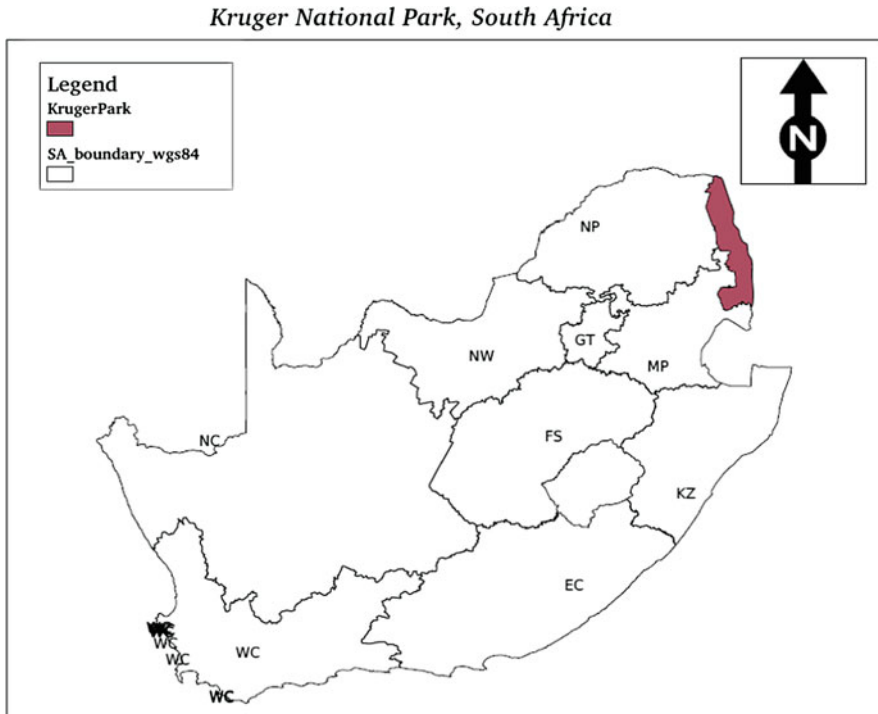 Kruger National Park, South Africa
Legend
KrugerPark
SA_boundary_wgs84
N
NP
GT
NW
MP
FS
NC
KZ
EC
WC
WC
WC
WC
WC